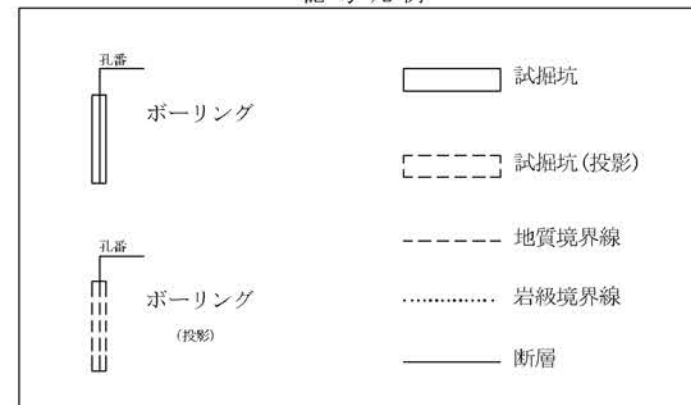 孔番
ボーリング
孔番
ボーリング
(投影)
試掘坑
試掘坑(投影)
地質境界線
岩級境界線
断層